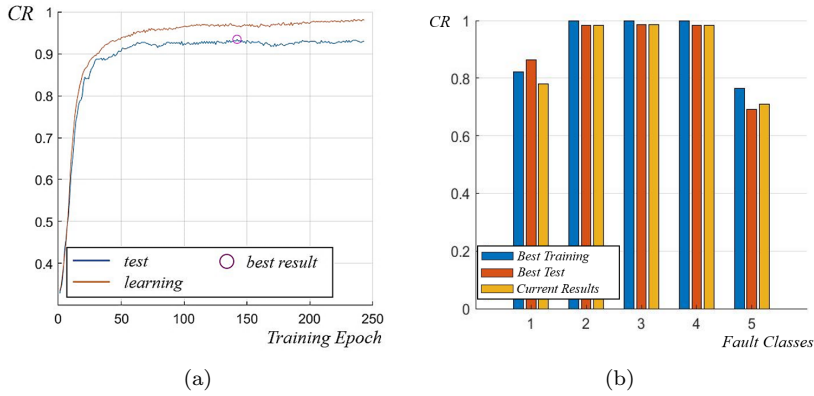 CR
1
0.9
0.8
0.7
0.6
0.5
0.4
test
best result
learning
0 50 100 150 200 250
Training Epoch
(a)
CR
1
0.8
0.6
0.4
0.2
0
Best Training
Best Test
Current Results
1 2 3 4 5
Fault Classes
(b)